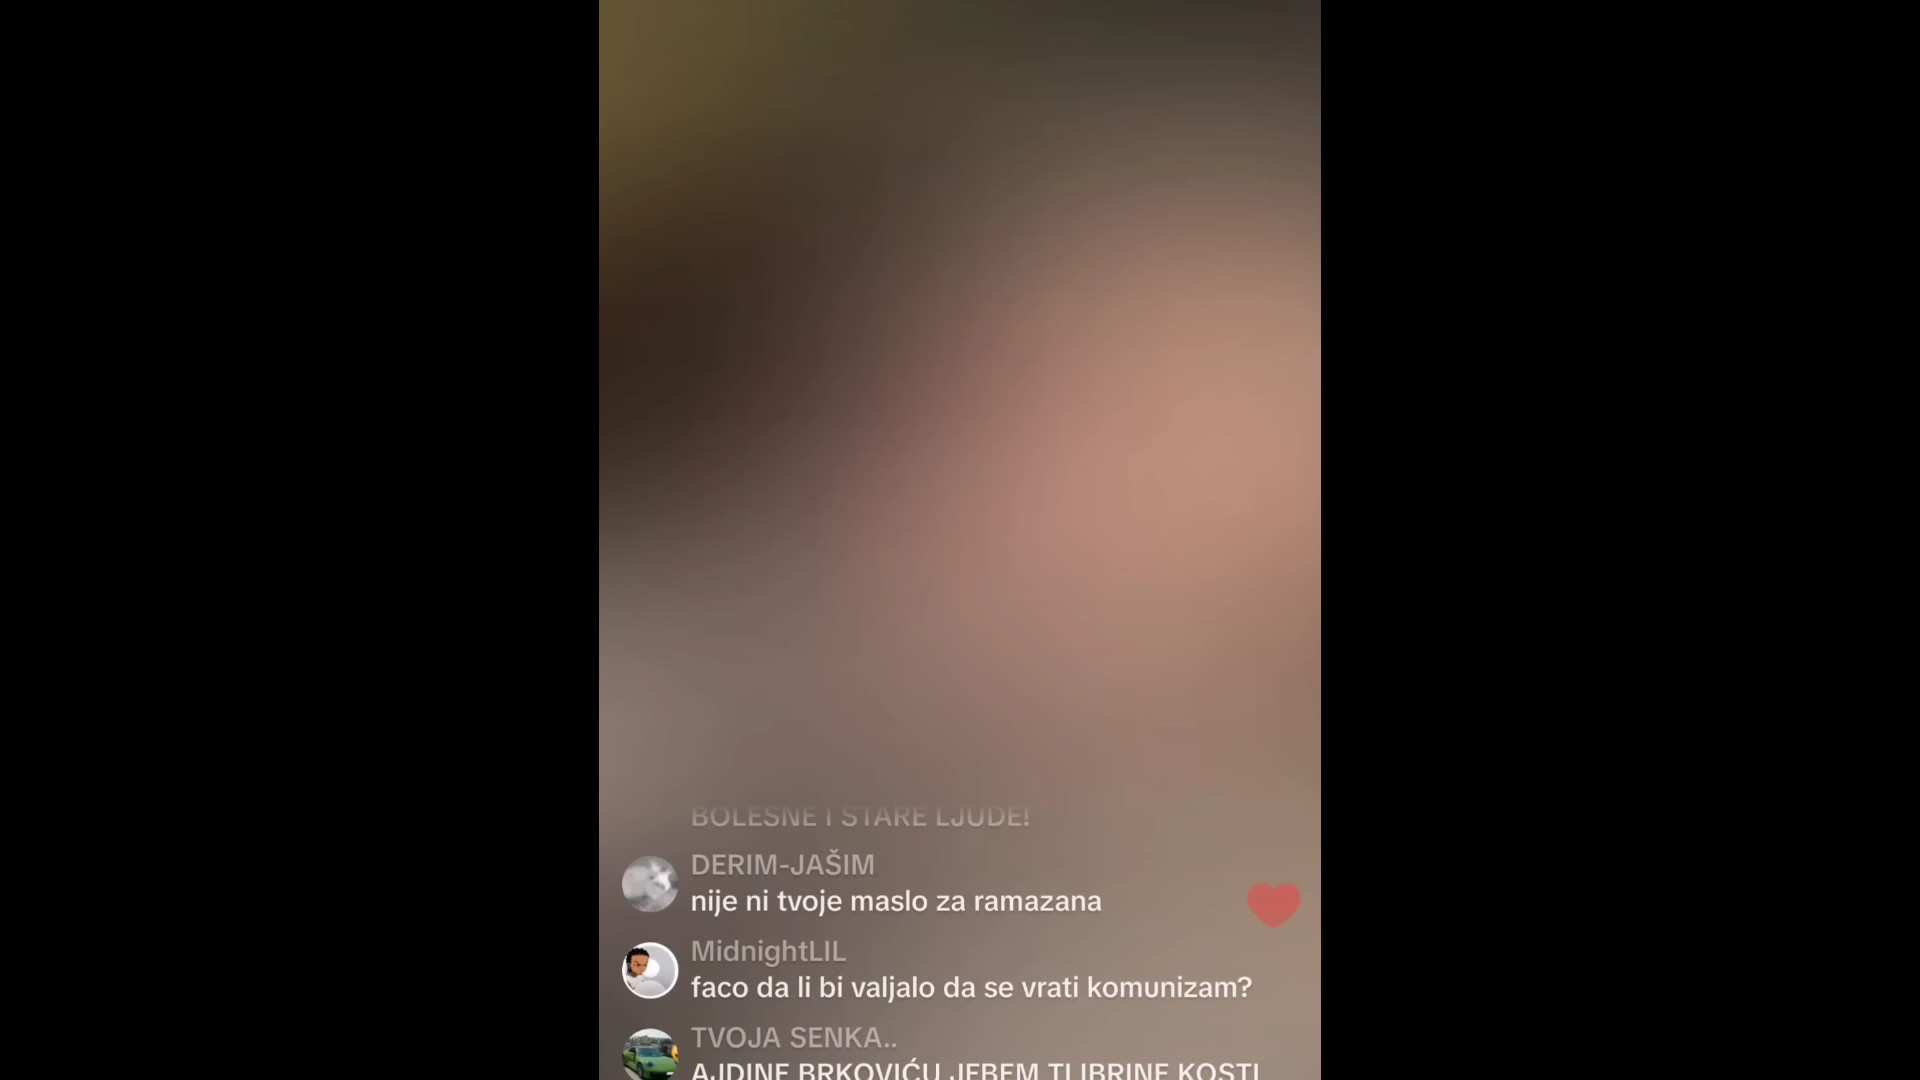 BOLESNE I STARE LJUDE!
DERIM-JAŠIM
nije ni tvoje maslo za ramazana
MidnightLIL
faco da li bi valjalo da se vrati komunizam?
TVOJA SENKA..
AJDINE BRKOVIĆU JEBEM TI IBRINE KOSTI